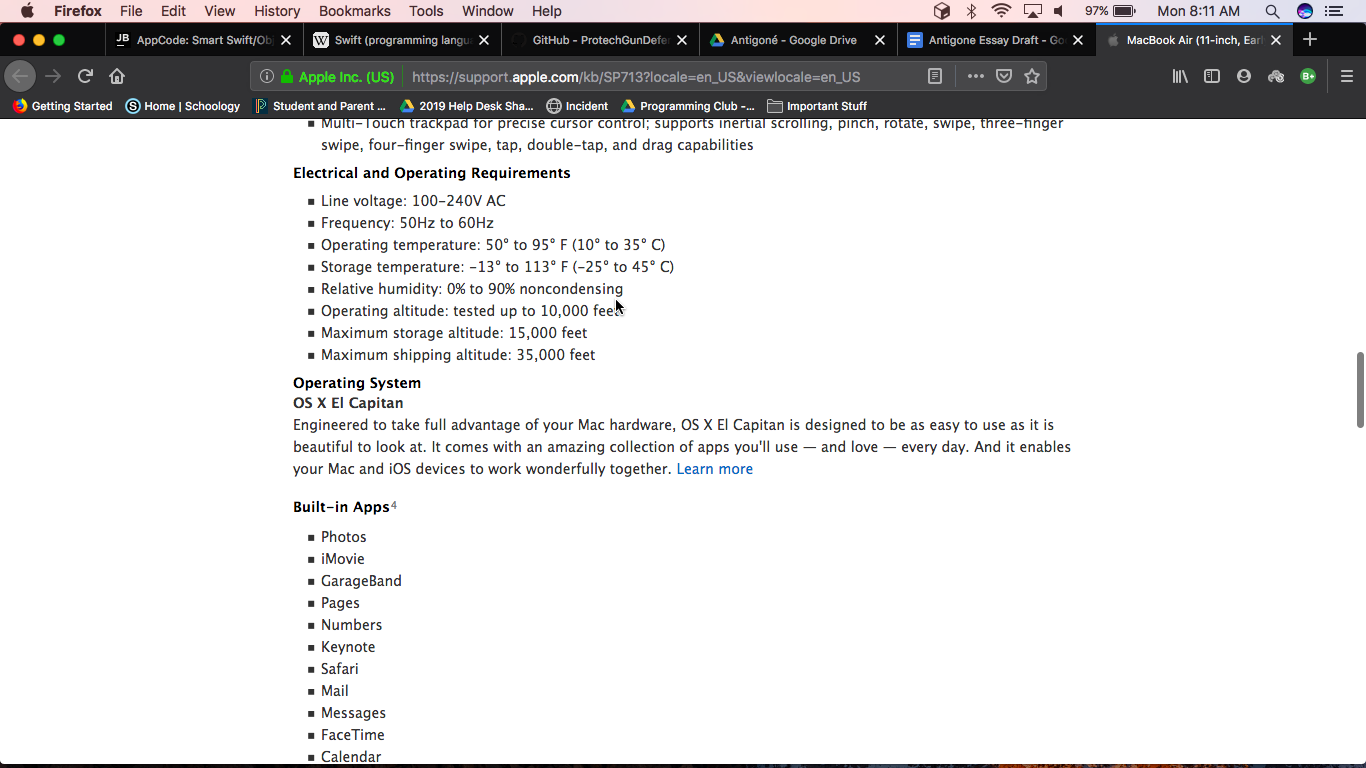 Firefox File Edit View History Bookmarks Tools Window Help 97% Mon 8:11 AM
AppCode: Smart Swift/Ob Swift (programming langu GitHub - ProtechGunDefe Antigoné - Google Drive Antigone Essay Draft - Go MacBook Air (11-inch, Ear
Apple Inc. (US) https://support.apple.com/kb/SP713?locale=en_US&viewlocale=en_US
Getting Started Home | Schoology Student and Parent ... 2019 Help Desk Sha... Incident Programming Club -... Important Stuff
Multi-Touch trackpad for precise cursor control; supports inertial scrolling, pinch, rotate, swipe, three-finger
swipe, four-finger swipe, tap, double-tap, and drag capabilities
Electrical and Operating Requirements
Line voltage: 100-240V AC
Frequency: 50Hz to 60Hz
Operating temperature: 50° to 95° F (10° to 35° C)
Storage temperature: -13° to 113° F (-25° to 45° C)
Relative humidity: 0% to 90% noncondensing
Operating altitude: tested up to 10,000 feet
Maximum storage altitude: 15,000 feet
Maximum shipping altitude: 35,000 feet
Operating System
OS X El Capitan
Engineered to take full advantage of your Mac hardware, OS X El Capitan is designed to be as easy to use as it is
beautiful to look at. It comes with an amazing collection of apps you'll use — and love — every day. And it enables
your Mac and iOS devices to work wonderfully together. Learn more
Built-in Apps4
Photos
iMovie
GarageBand
Pages
Numbers
Keynote
Safari
Mail
Messages
FaceTime
Calendar